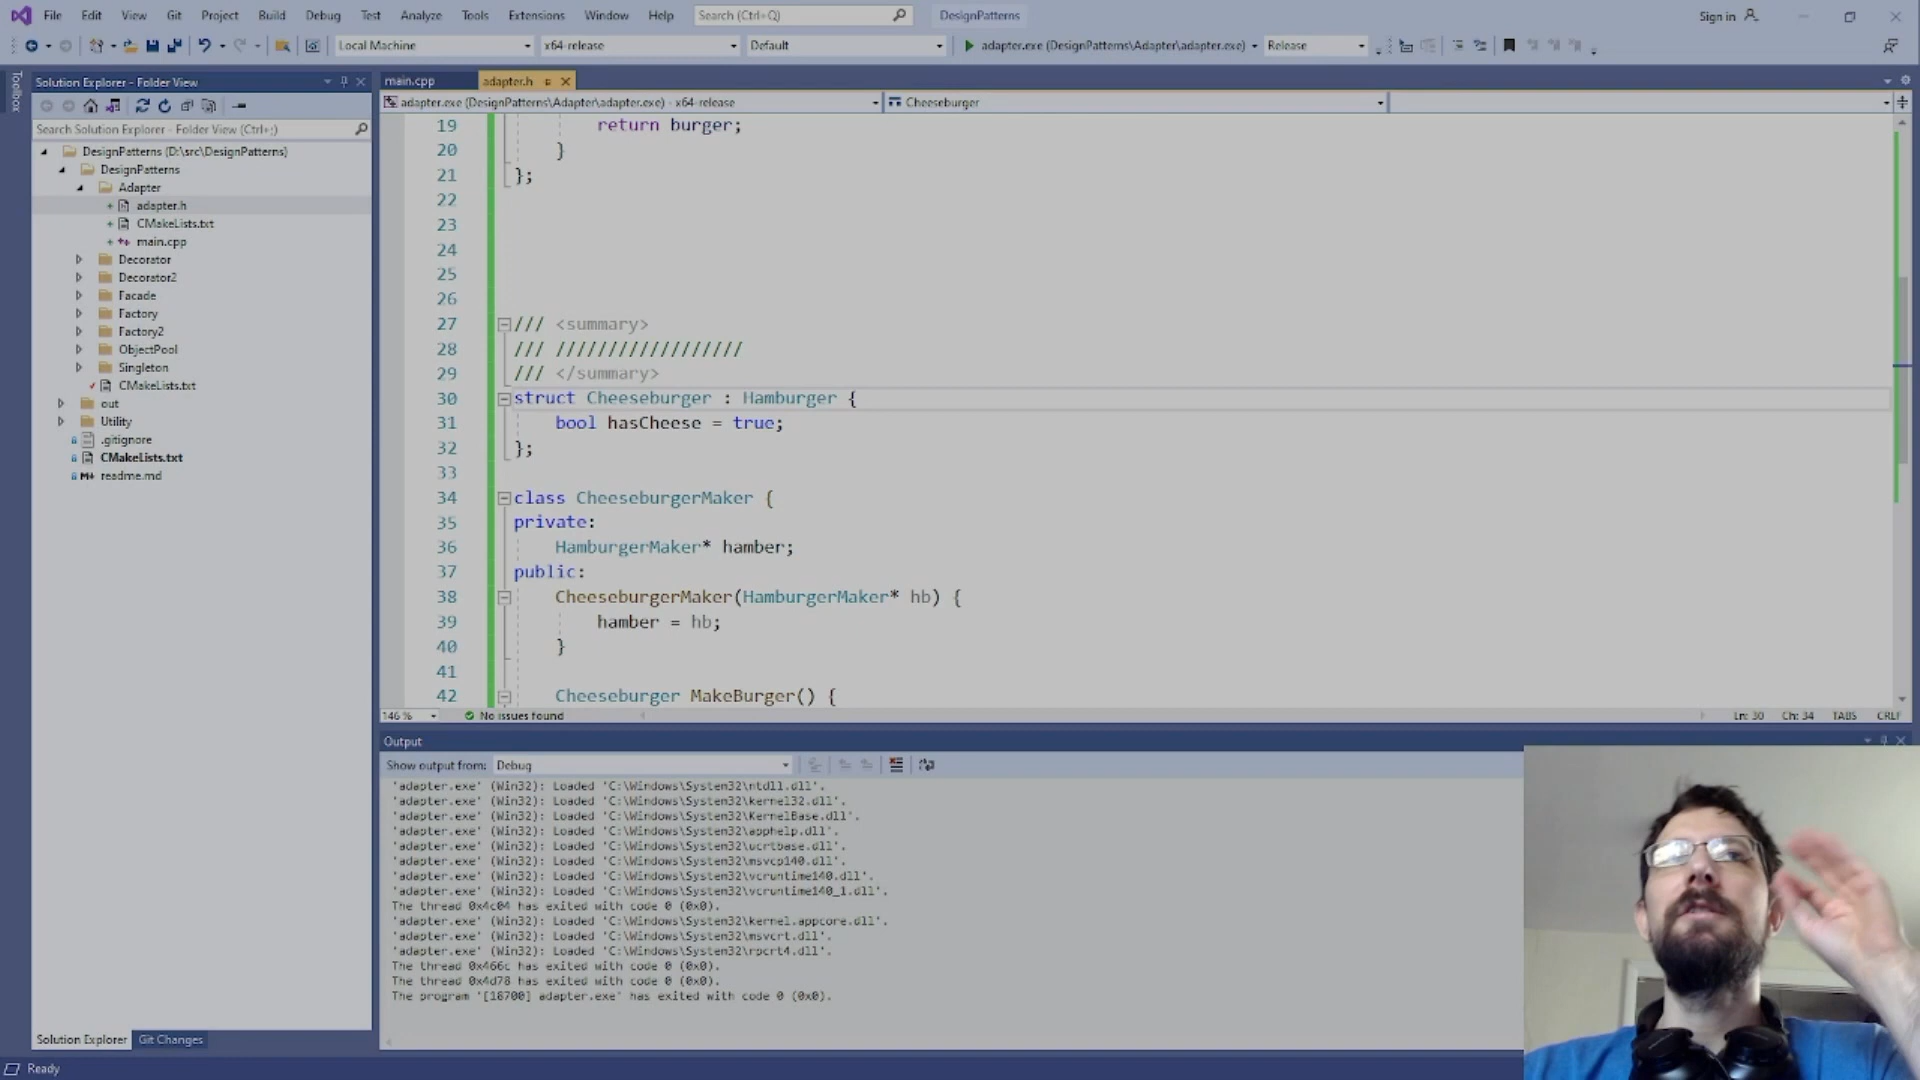 File Edit View Git Project Build Debug Test Analyze Tools Extensions Window Help Search (Ctrl+Q) DesignPatterns Sign in
Local Machine x64-release Default adapter.exe (DesignPatterns\Adapter\adapter.exe) Release
Toolbox
Solution Explorer - Folder View
Search Solution Explorer - Folder View (Ctrl+;)
DesignPatterns (D:\src\DesignPatterns)
DesignPatterns
Adapter
adapter.h
CMakeLists.txt
main.cpp
Decorator
Decorator2
Facade
Factory
Factory2
ObjectPool
Singleton
CMakeLists.txt
out
Utility
.gitignore
CMakeLists.txt
readme.md
Solution Explorer Git Changes
main.cpp adapter.h
adapter.exe (DesignPatterns\Adapter\adapter.exe) - x64-release Cheeseburger
19 return burger;
20 }
21 };
22
23
24
25
26
27 /// <summary>
28 /// //////////////////
29 /// </summary>
30 struct Cheeseburger : Hamburger {
31 bool hasCheese = true;
32 };
33
34 class CheeseburgerMaker {
35 private:
36 HamburgerMaker* hamber;
37 public:
38 CheeseburgerMaker(HamburgerMaker* hb) {
39 hamber = hb;
40 }
41
42 Cheeseburger MakeBurger() {
146 % No issues found Ln: 30 Ch: 34 TABS CRLF
Output
Show output from: Debug
'adapter.exe' (Win32): Loaded 'C:\Windows\System32\ntdll.dll'.
'adapter.exe' (Win32): Loaded 'C:\Windows\System32\kernel32.dll'.
'adapter.exe' (Win32): Loaded 'C:\Windows\System32\KernelBase.dll'.
'adapter.exe' (Win32): Loaded 'C:\Windows\System32\apphelp.dll'.
'adapter.exe' (Win32): Loaded 'C:\Windows\System32\ucrtbase.dll'.
'adapter.exe' (Win32): Loaded 'C:\Windows\System32\msvcp140.dll'.
'adapter.exe' (Win32): Loaded 'C:\Windows\System32\vcruntime140.dll'.
'adapter.exe' (Win32): Loaded 'C:\Windows\System32\vcruntime140_1.dll'.
The thread 0x4c04 has exited with code 0 (0x0).
'adapter.exe' (Win32): Loaded 'C:\Windows\System32\kernel.appcore.dll'.
'adapter.exe' (Win32): Loaded 'C:\Windows\System32\msvcrt.dll'.
'adapter.exe' (Win32): Loaded 'C:\Windows\System32\rpcrt4.dll'.
The thread 0x466c has exited with code 0 (0x0).
The thread 0x4d78 has exited with code 0 (0x0).
The program '[18700] adapter.exe' has exited with code 0 (0x0).
Ready